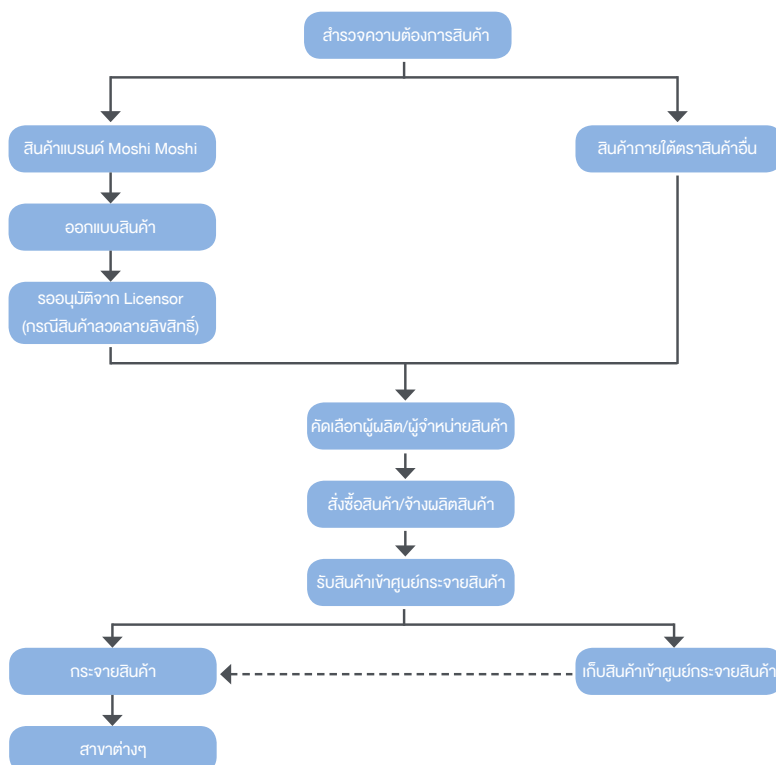 สำรวจความต้องการสินค้า
สินค้าแบรนด์ Moshi Moshi
สินค้าภายใต้ตราสินค้าอื่น
ออกแบบสินค้า
รออนุมัติจาก Licensor
(กรณีสินค้าลวดลายลิขสิทธิ์)
คัดเลือกผู้ผลิต/ผู้จำหน่ายสินค้า
สั่งซื้อสินค้า/จ้างผลิตสินค้า
รับสินค้าเข้าศูนย์กระจายสินค้า
กระจายสินค้า
เก็บสินค้าเข้าศูนย์กระจายสินค้า
สาขาต่างๆ